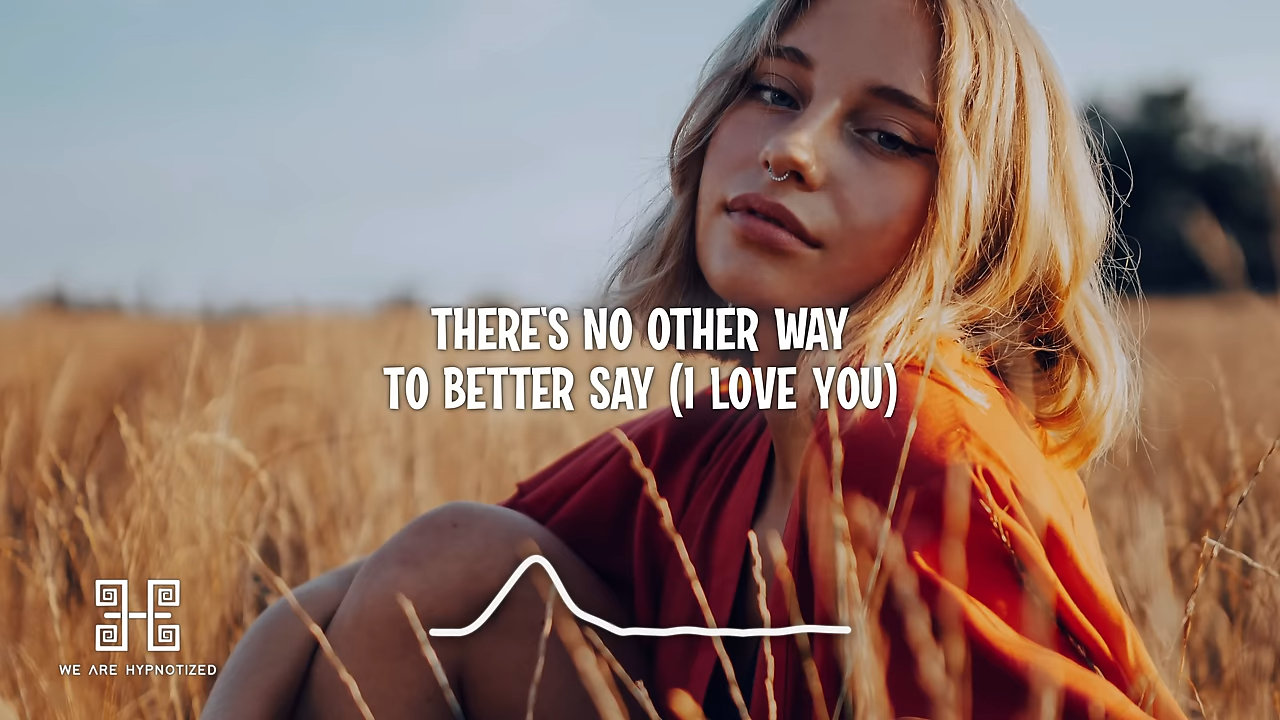 THERE'S NO OTHER WAY
TO BETTER SAY (I LOVE YOU)
WE ARE HYPNOTIZED